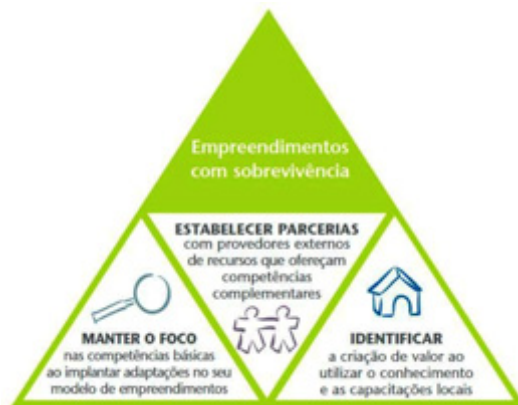 Empreendimentos
com sobrevivência
ESTABELECER PARCERIAS
com provedores externos
de recursos que ofereçam
competências
complementares
MANTER O FOCO
nas competências básicas
ao implantar adaptações no seu
modelo de empreendimentos
IDENTIFICAR
a criação de valor ao
utilizar o conhecimento
e as capacitações locais